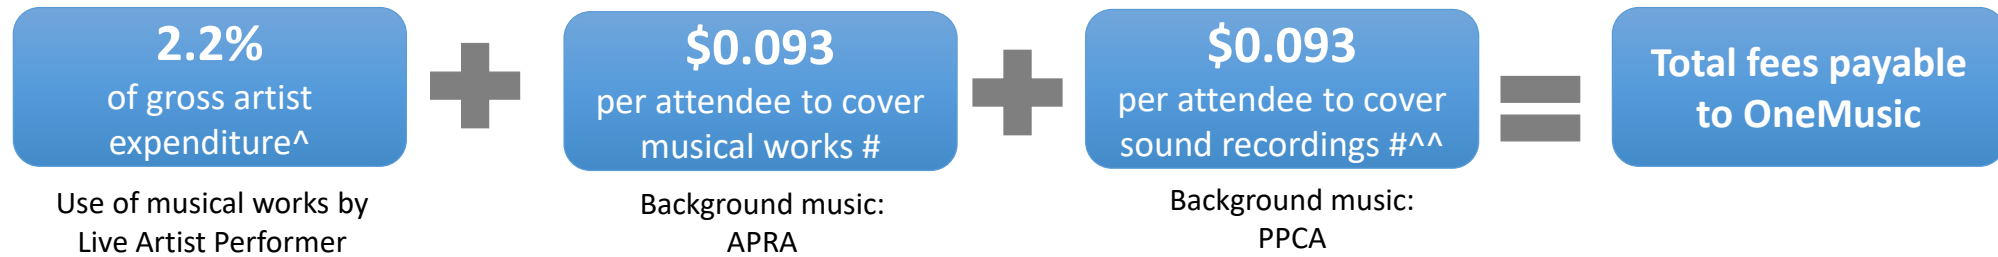 2.2%
of gross artist
expenditure^
Use of musical works by
Live Artist Performer
$0.093
per attendee to cover
musical works #
Background music:
APRA
$0.093
per attendee to cover
sound recordings #^^
Background music:
PPCA
Total fees payable
to OneMusic